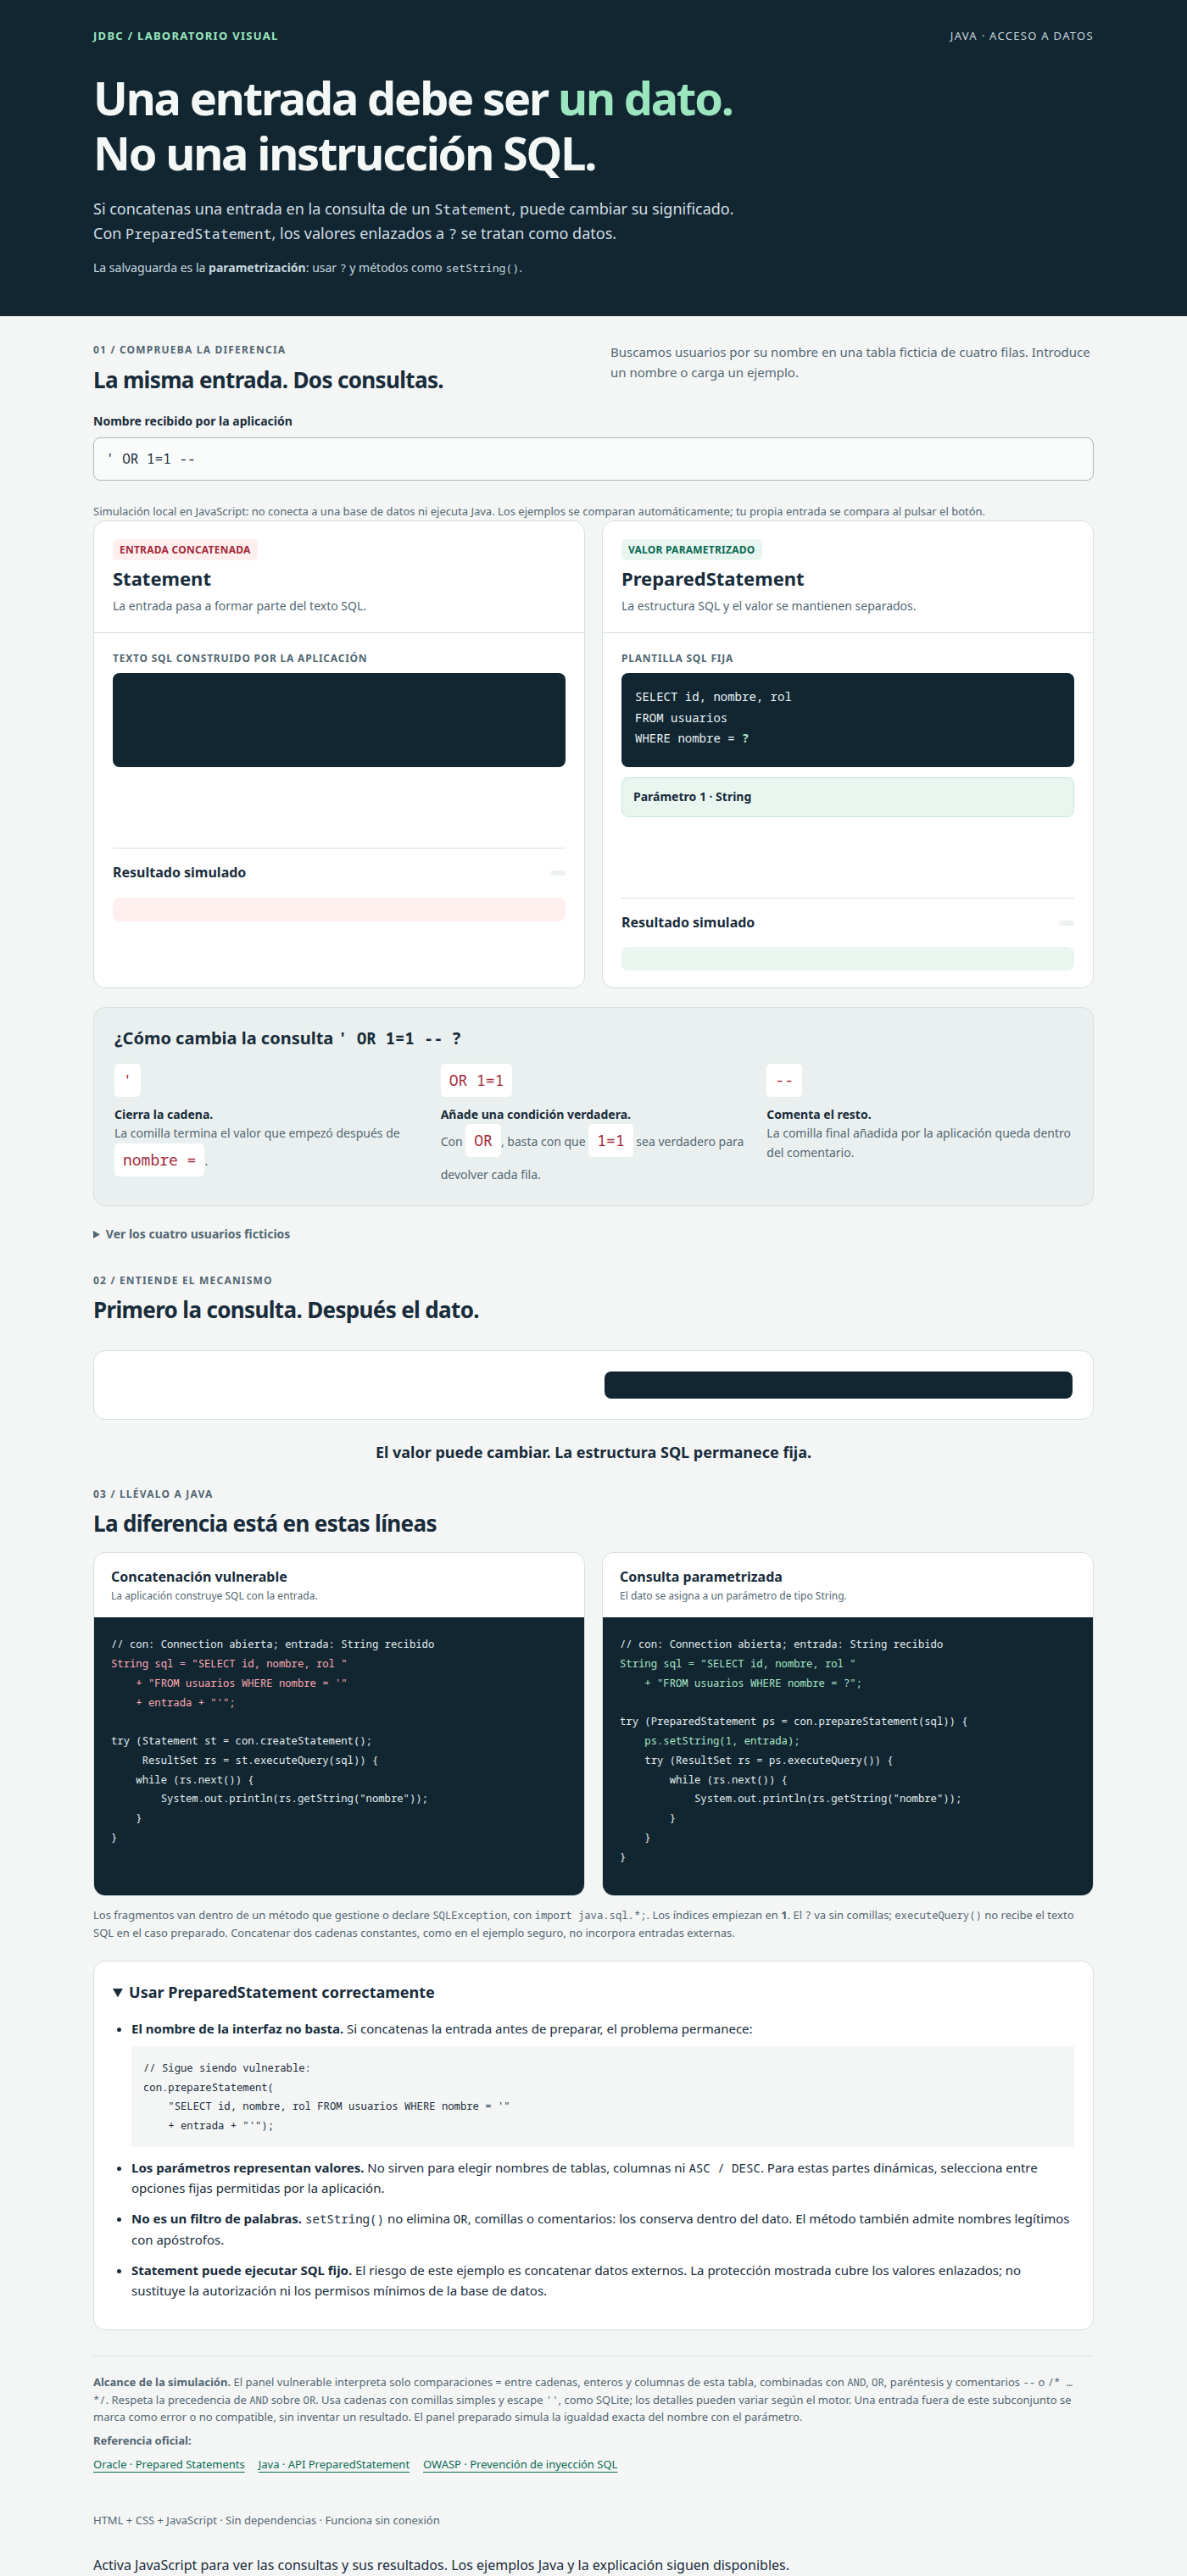 JDBC / LABORATORIO VISUAL
JAVA · ACCESO A DATOS
Una entrada debe ser un dato.
No una instrucción SQL.
Si concatenas una entrada en la consulta de un Statement, puede cambiar su significado.
Con PreparedStatement, los valores enlazados a ? se tratan como datos.
La salvaguarda es la parametrización: usar ? y métodos como setString().
01 / COMPRUEBA LA DIFERENCIA
La misma entrada. Dos consultas.
Buscamos usuarios por su nombre en una tabla ficticia de cuatro filas. Introduce
un nombre o carga un ejemplo.
Nombre recibido por la aplicación
' OR 1=1 --
Simulación local en JavaScript: no conecta a una base de datos ni ejecuta Java. Los ejemplos se comparan automáticamente; tu propia entrada se compara al pulsar el botón.
ENTRADA CONCATENADA
Statement
La entrada pasa a formar parte del texto SQL.
TEXTO SQL CONSTRUIDO POR LA APLICACIÓN
Resultado simulado
VALOR PARAMETRIZADO
PreparedStatement
La estructura SQL y el valor se mantienen separados.
PLANTILLA SQL FIJA
SELECT id, nombre, rol
FROM usuarios
WHERE nombre = ?
Parámetro 1 · String
Resultado simulado
¿Cómo cambia la consulta ' OR 1=1 -- ?
'
Cierra la cadena.
La comilla termina el valor que empezó después de
nombre = .
OR 1=1
Añade una condición verdadera.
Con OR , basta con que 1=1 sea verdadero para
devolver cada fila.
--
Comenta el resto.
La comilla final añadida por la aplicación queda dentro
del comentario.
▶ Ver los cuatro usuarios ficticios
02 / ENTIENDE EL MECANISMO
Primero la consulta. Después el dato.
El valor puede cambiar. La estructura SQL permanece fija.
03 / LLÉVALO A JAVA
La diferencia está en estas líneas
Concatenación vulnerable
La aplicación construye SQL con la entrada.
// con: Connection abierta; entrada: String recibido
String sql = "SELECT id, nombre, rol "
    + "FROM usuarios WHERE nombre = '"
    + entrada + "'";
try (Statement st = con.createStatement();
     ResultSet rs = st.executeQuery(sql)) {
    while (rs.next()) {
        System.out.println(rs.getString("nombre"));
    }
}
Consulta parametrizada
El dato se asigna a un parámetro de tipo String.
// con: Connection abierta; entrada: String recibido
String sql = "SELECT id, nombre, rol "
    + "FROM usuarios WHERE nombre = ?";
try (PreparedStatement ps = con.prepareStatement(sql)) {
    ps.setString(1, entrada);
    try (ResultSet rs = ps.executeQuery()) {
        while (rs.next()) {
            System.out.println(rs.getString("nombre"));
        }
    }
}
Los fragmentos van dentro de un método que gestione o declare SQLException, con import java.sql.*;. Los índices empiezan en 1. El ? va sin comillas; executeQuery() no recibe el texto
SQL en el caso preparado. Concatenar dos cadenas constantes, como en el ejemplo seguro, no incorpora entradas externas.
▼ Usar PreparedStatement correctamente
• El nombre de la interfaz no basta. Si concatenas la entrada antes de preparar, el problema permanece:
// Sigue siendo vulnerable:
con.prepareStatement(
    "SELECT id, nombre, rol FROM usuarios WHERE nombre = '"
    + entrada + "'");
• Los parámetros representan valores. No sirven para elegir nombres de tablas, columnas ni ASC / DESC. Para estas partes dinámicas, selecciona entre
opciones fijas permitidas por la aplicación.
• No es un filtro de palabras. setString() no elimina OR, comillas o comentarios: los conserva dentro del dato. El método también admite nombres legítimos
con apóstrofos.
• Statement puede ejecutar SQL fijo. El riesgo de este ejemplo es concatenar datos externos. La protección mostrada cubre los valores enlazados; no
sustituye la autorización ni los permisos mínimos de la base de datos.
Alcance de la simulación. El panel vulnerable interpreta solo comparaciones = entre cadenas, enteros y columnas de esta tabla, combinadas con AND, OR, paréntesis y comentarios -- o /* …
*/. Respeta la precedencia de AND sobre OR. Usa cadenas con comillas simples y escape '', como SQLite; los detalles pueden variar según el motor. Una entrada fuera de este subconjunto se
marca como error o no compatible, sin inventar un resultado. El panel preparado simula la igualdad exacta del nombre con el parámetro.
Referencia oficial:
Oracle · Prepared Statements
Java · API PreparedStatement
OWASP · Prevención de inyección SQL
HTML + CSS + JavaScript · Sin dependencias · Funciona sin conexión
Activa JavaScript para ver las consultas y sus resultados. Los ejemplos Java y la explicación siguen disponibles.